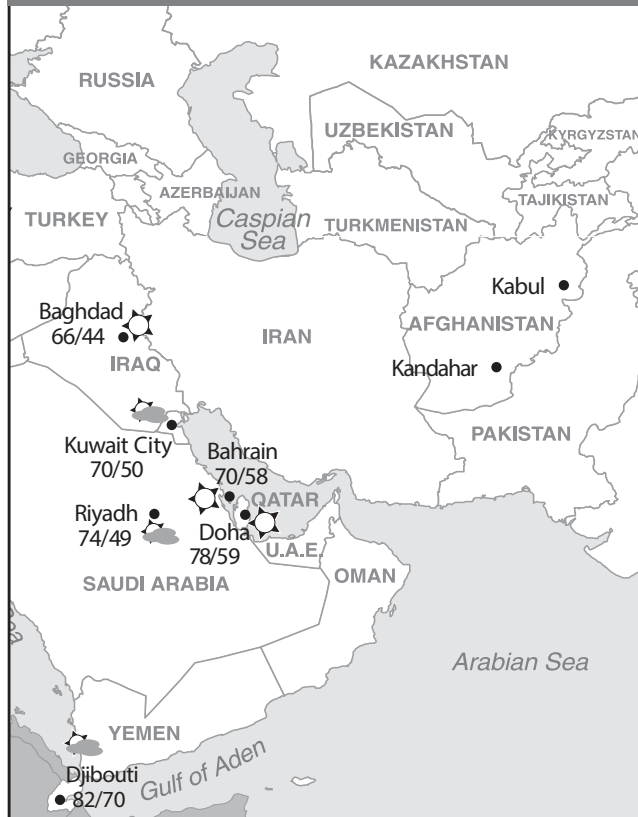 KAZAKHSTAN
RUSSIA
UZBEKISTAN
KYRGYZSTAN
GEORGIA
AZERBAIJAN
TAJIKISTAN
TURKEY
Caspian
Sea
TURKMENISTAN
Kabul
Baghdad
66/44
IRAN
AFGHANISTAN
IRAQ
Kandahar
Kuwait City
70/50
Bahrain
70/58
PAKISTAN
QATAR
Riyadh
74/49
Doha
78/59
U.A.E.
SAUDI ARABIA
OMAN
Arabian Sea
YEMEN
Gulf of Aden
Djibouti
82/70